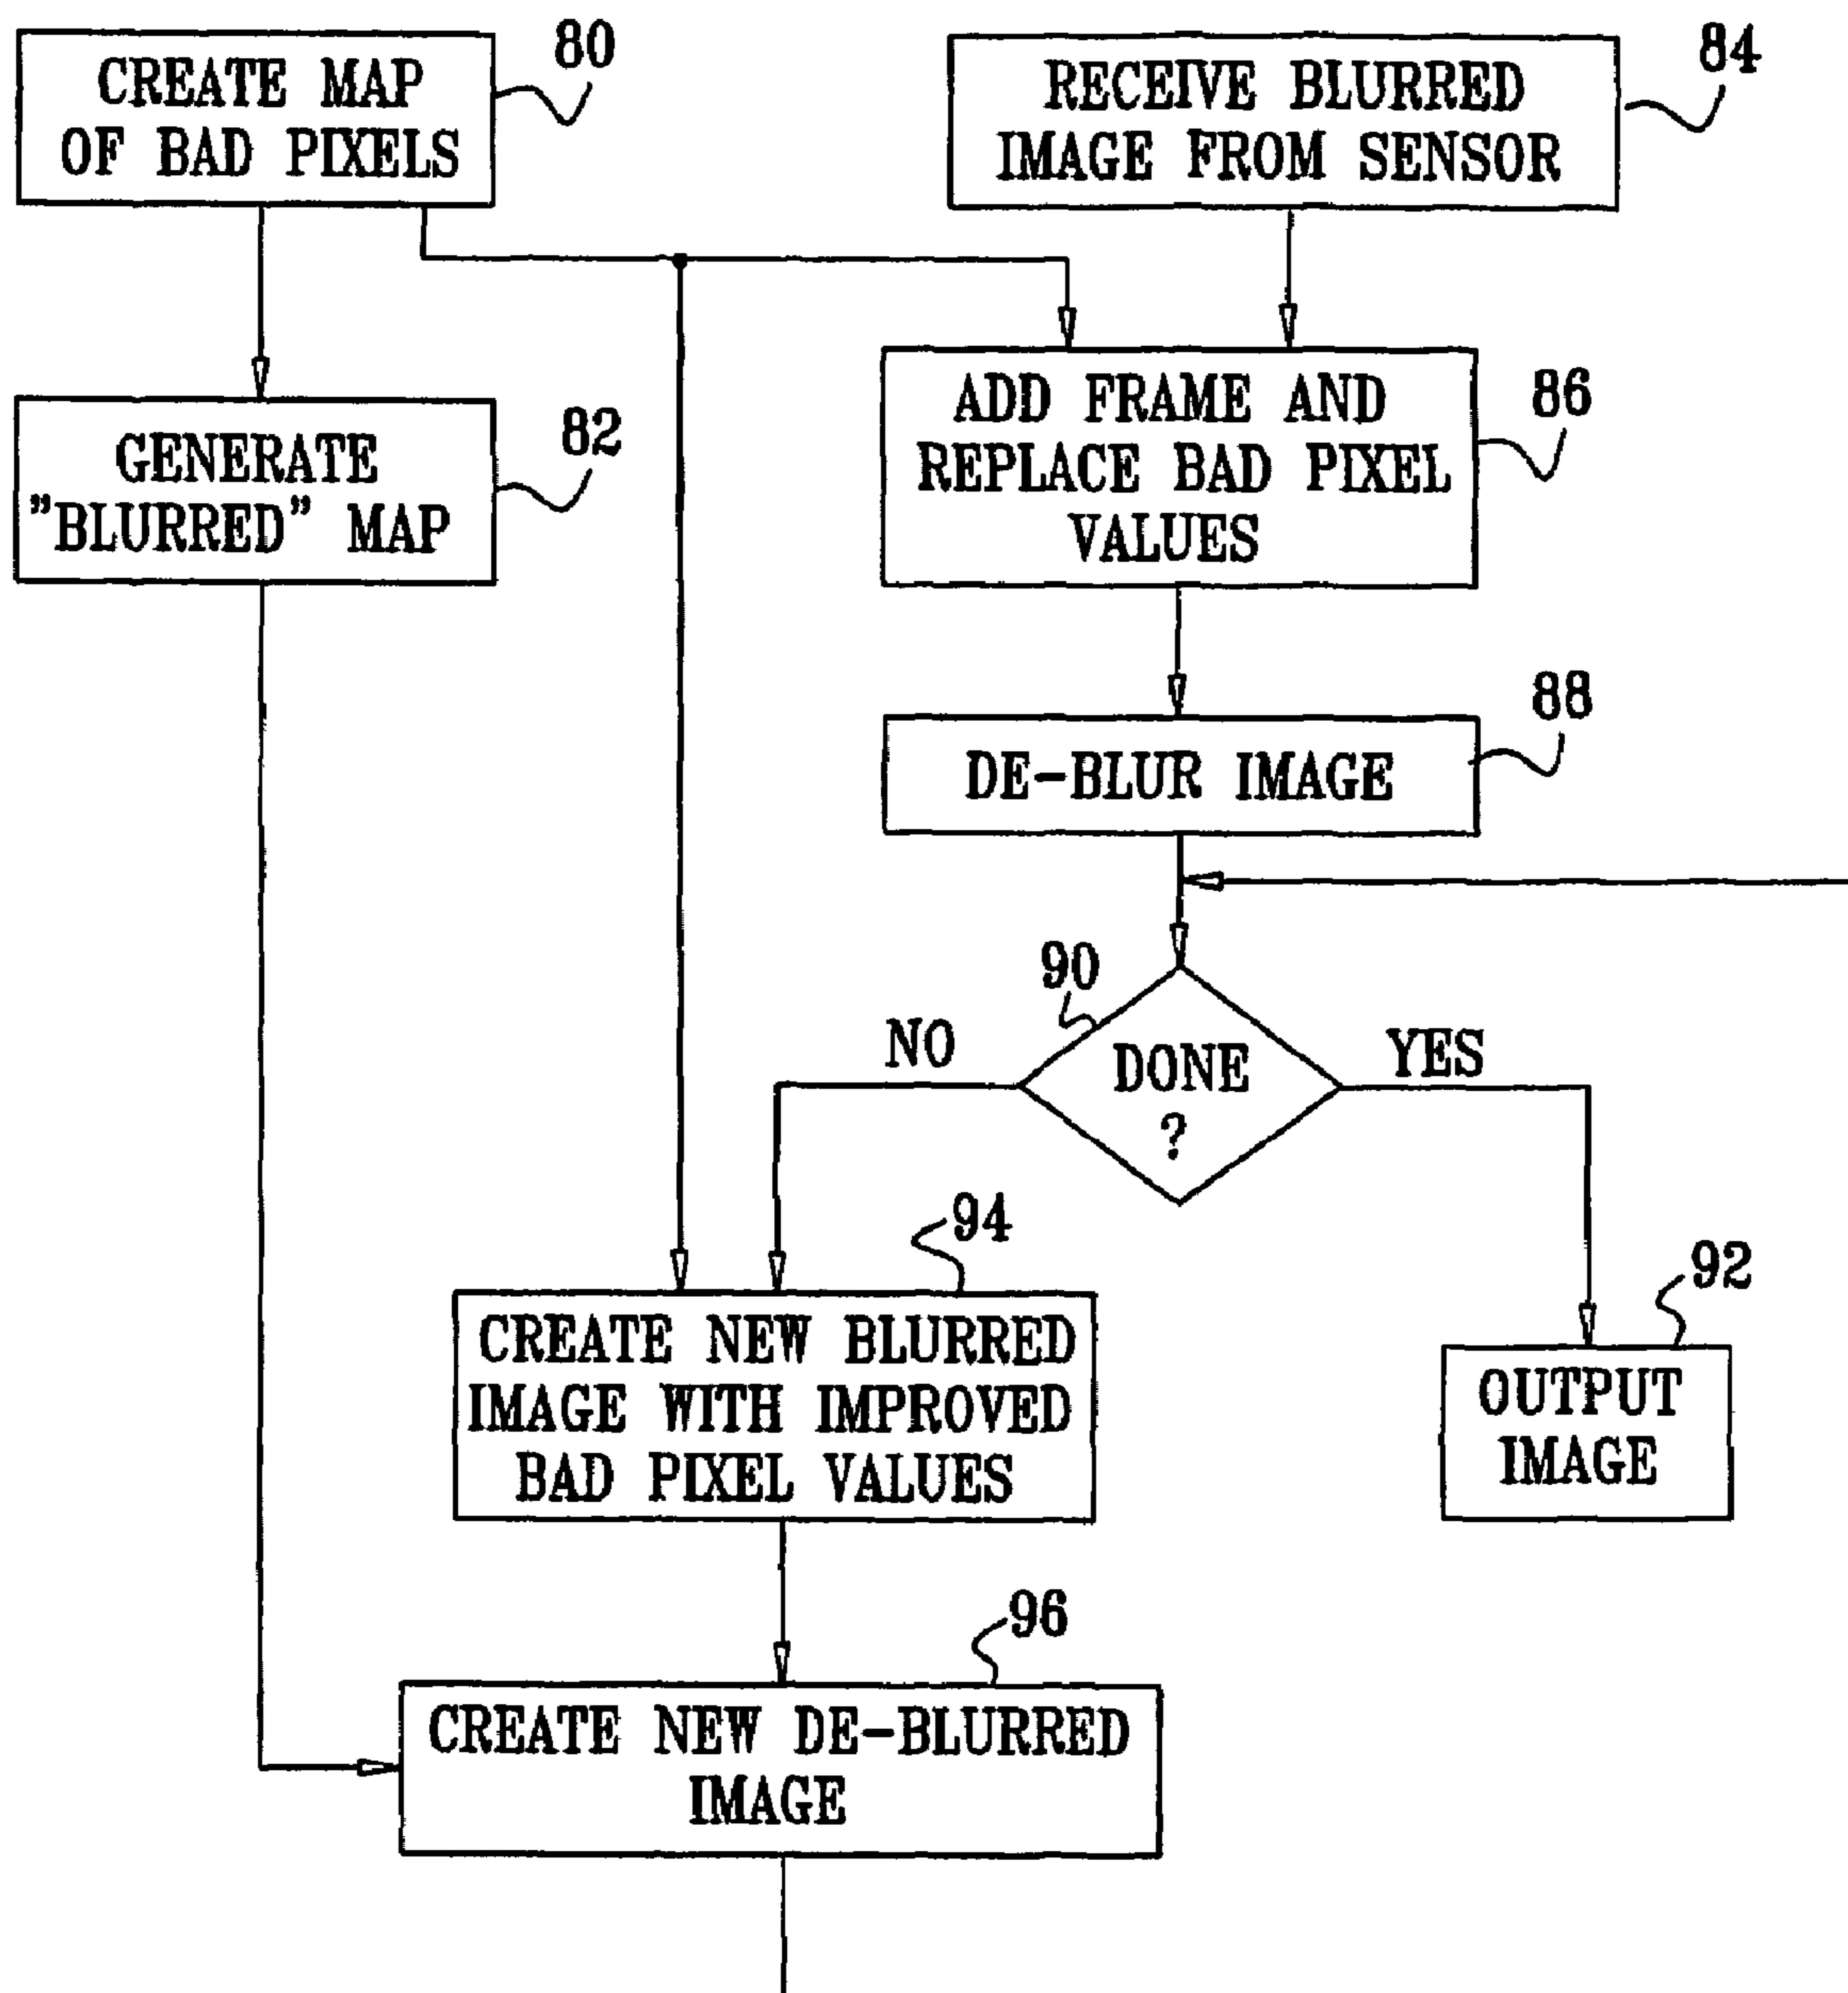 CREATE MAP
OF BAD PIXELS
80
RECEIVE BLURRED
IMAGE FROM SENSOR
84
GENERATE
"BLURRED" MAP
82
ADD FRAME AND
REPLACE BAD PIXEL
VALUES
86
DE-BLUR IMAGE
88
90
NO
DONE
?
YES
94
CREATE NEW BLURRED
IMAGE WITH IMPROVED
BAD PIXEL VALUES
92
OUTPUT
IMAGE
96
CREATE NEW DE-BLURRED
IMAGE